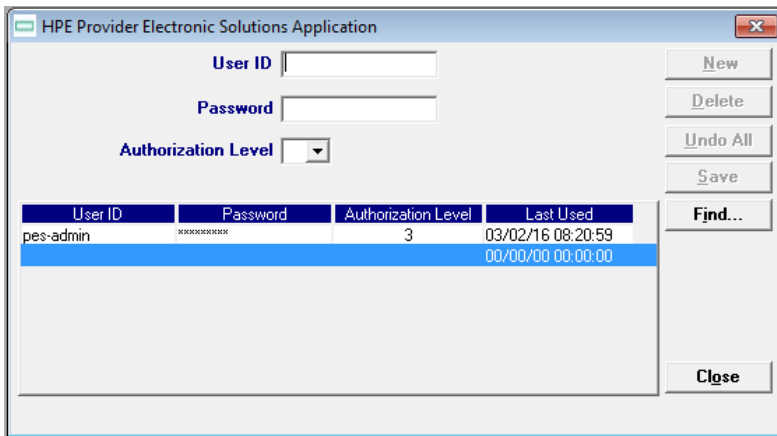 HPE Provider Electronic Solutions Application
User ID
New
Password
Delete
Authorization Level
Undo All
Save
User ID Password Authorization Level Last Used
Find...
pes-admin ********* 3 03/02/16 08:20:59
00/00/00 00:00:00
Close